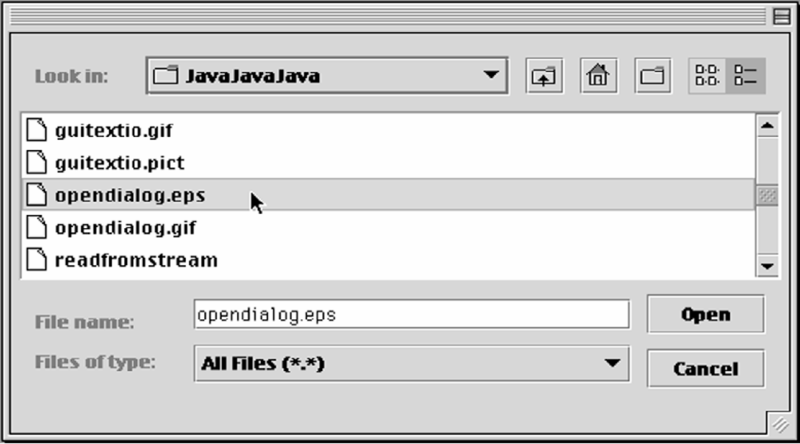 Look in: JavaJavaJava
guitextio.gif
guitextio.pict
opendialog.eps
opendialog.gif
readfromstream
File name: opendialog.eps Open
Files of type: All Files (*.*) Cancel